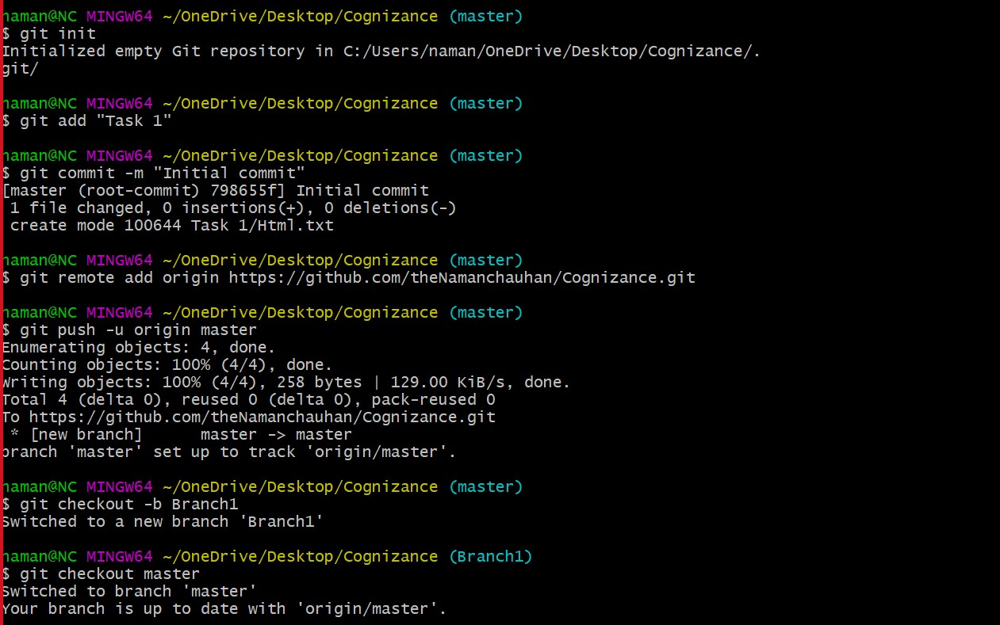 naman@NC MINGW64 ~/OneDrive/Desktop/Cognizance (master)
$ git init
Initialized empty Git repository in C:/Users/naman/OneDrive/Desktop/Cognizance/.
git/
naman@NC MINGW64 ~/OneDrive/Desktop/Cognizance (master)
$ git add "Task 1"
naman@NC MINGW64 ~/OneDrive/Desktop/Cognizance (master)
$ git commit -m "Initial commit"
[master (root-commit) 798655f] Initial commit
 1 file changed, 0 insertions(+), 0 deletions(-)
 create mode 100644 Task 1/Html.txt
naman@NC MINGW64 ~/OneDrive/Desktop/Cognizance (master)
$ git remote add origin https://github.com/theNamanchauhan/Cognizance.git
naman@NC MINGW64 ~/OneDrive/Desktop/Cognizance (master)
$ git push -u origin master
Enumerating objects: 4, done.
Counting objects: 100% (4/4), done.
Writing objects: 100% (4/4), 258 bytes | 129.00 KiB/s, done.
Total 4 (delta 0), reused 0 (delta 0), pack-reused 0
To https://github.com/theNamanchauhan/Cognizance.git
 * [new branch]      master -> master
branch 'master' set up to track 'origin/master'.
naman@NC MINGW64 ~/OneDrive/Desktop/Cognizance (master)
$ git checkout -b Branch1
Switched to a new branch 'Branch1'
naman@NC MINGW64 ~/OneDrive/Desktop/Cognizance (Branch1)
$ git checkout master
Switched to branch 'master'
Your branch is up to date with 'origin/master'.